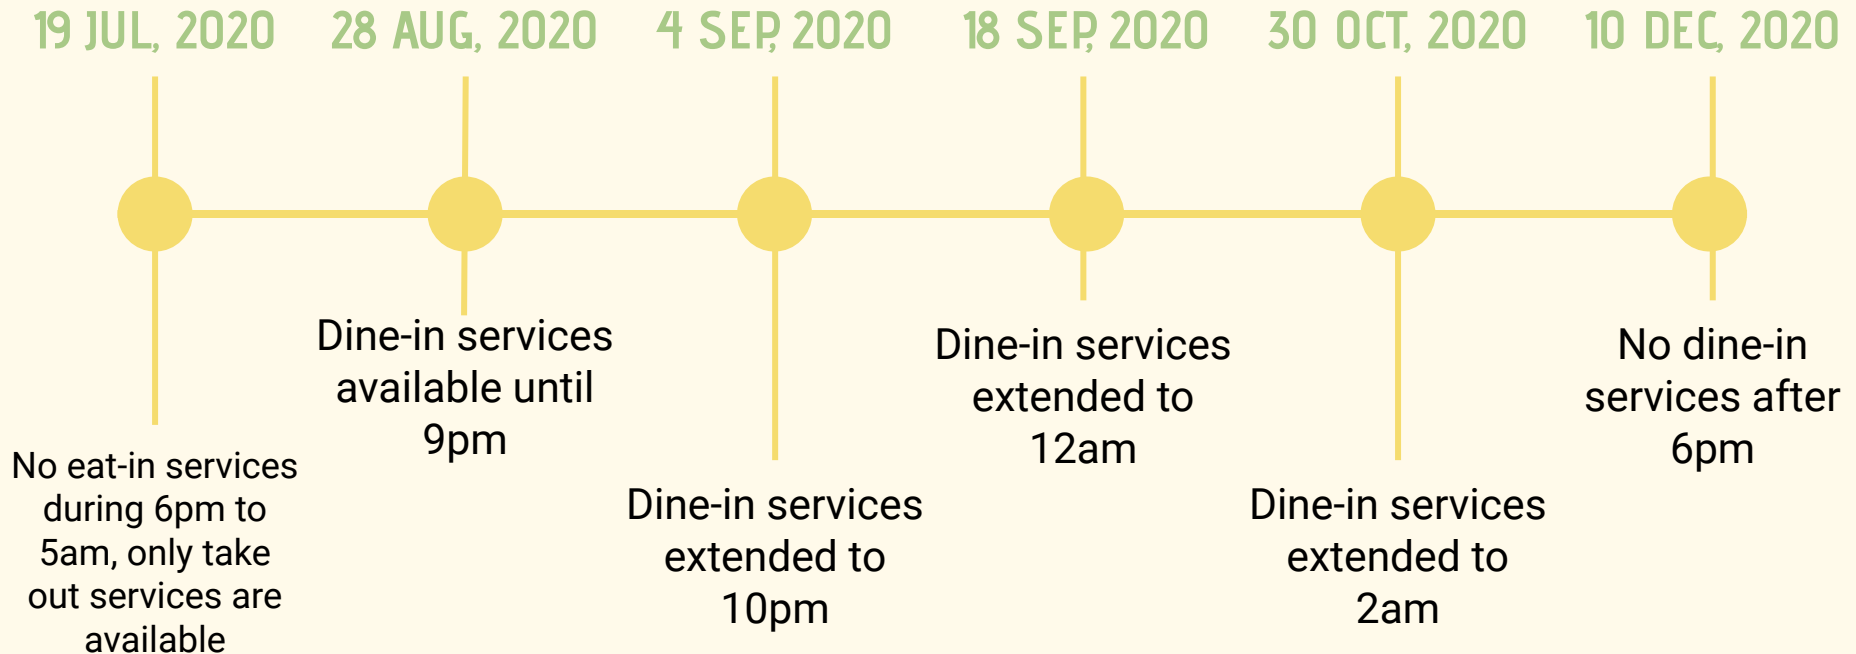 19 JUL, 2020
28 AUG, 2020
4 SEP, 2020
18 SEP, 2020
30 OCT, 2020
10 DEC, 2020
No eat-in services
during 6pm to
5am, only take
out services are
available
Dine-in services
available until
9pm
Dine-in services
extended to
10pm
Dine-in services
extended to
12am
Dine-in services
extended to
2am
No dine-in
services after
6pm